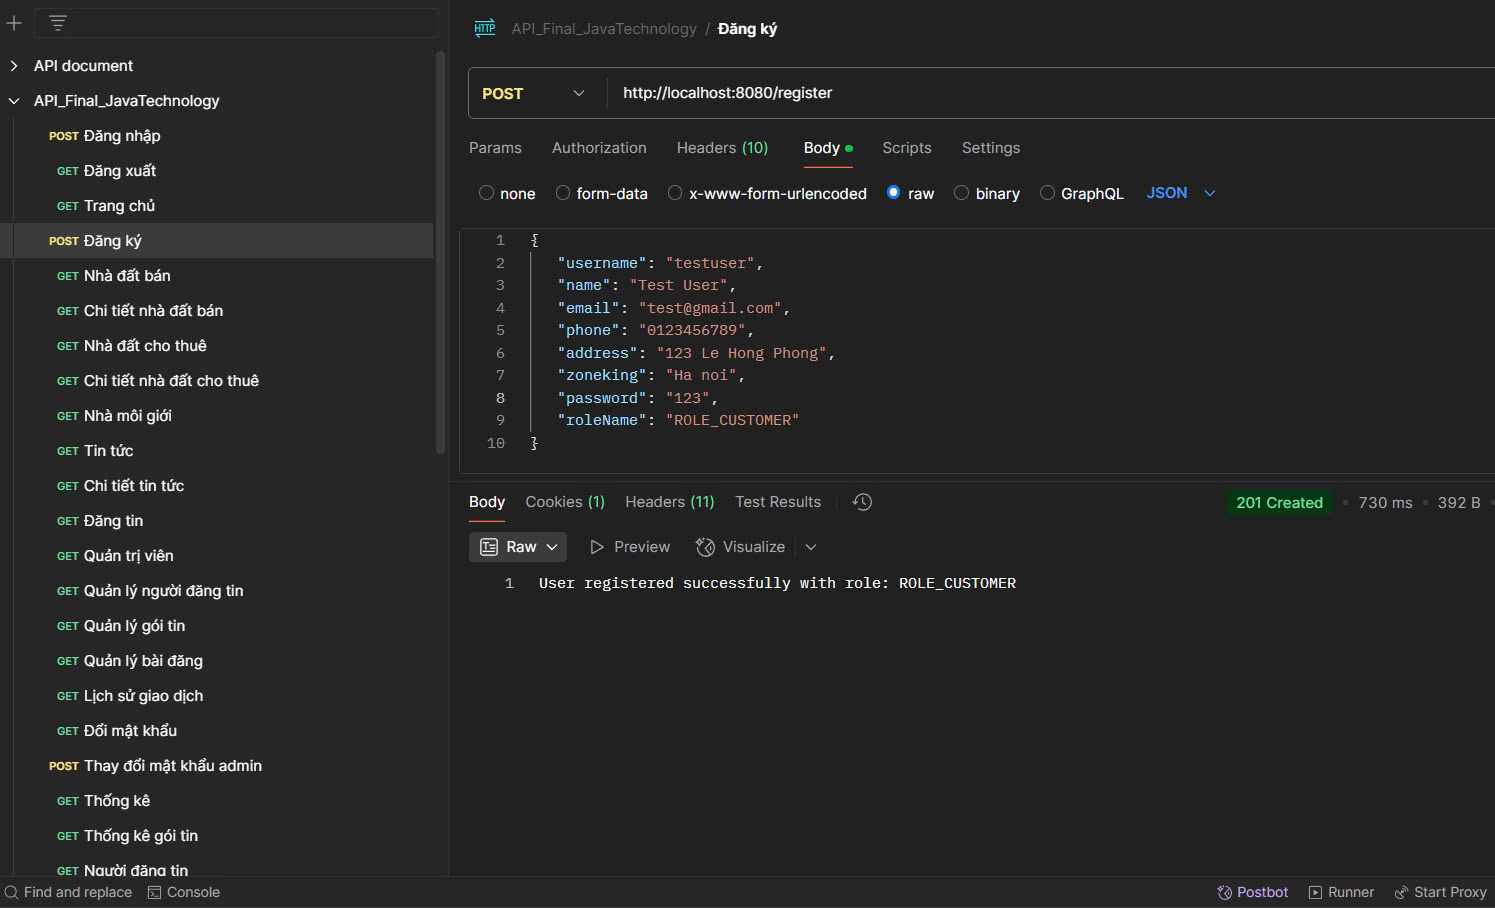 API document
API_Final_JavaTechnology
POST Đăng nhập
GET Đăng xuất
GET Trang chủ
POST Đăng ký
GET Nhà đất bán
GET Chi tiết nhà đất bán
GET Nhà đất cho thuê
GET Chi tiết nhà đất cho thuê
GET Nhà môi giới
GET Tin tức
GET Chi tiết tin tức
GET Đăng tin
GET Quản trị viên
GET Quản lý người đăng tin
GET Quản lý gói tin
GET Quản lý bài đăng
GET Lịch sử giao dịch
GET Đổi mật khẩu
POST Thay đổi mật khẩu admin
GET Thống kê
GET Thống kê gói tin
GET Người đăng tin
HTTP API_Final_JavaTechnology / Đăng ký
POST http://localhost:8080/register
Params Authorization Headers (10) Body Scripts Settings
none form-data x-www-form-urlencoded raw binary GraphQL JSON
1 {
2 "username": "testuser",
3 "name": "Test User",
4 "email": "test@gmail.com",
5 "phone": "0123456789",
6 "address": "123 Le Hong Phong",
7 "zoneking": "Ha noi",
8 "password": "123",
9 "roleName": "ROLE_CUSTOMER"
10 }
Body Cookies (1) Headers (11) Test Results 201 Created 730 ms 392 B
Raw Preview Visualize
1 User registered successfully with role: ROLE_CUSTOMER
Find and replace Console Postbot Runner Start Proxy